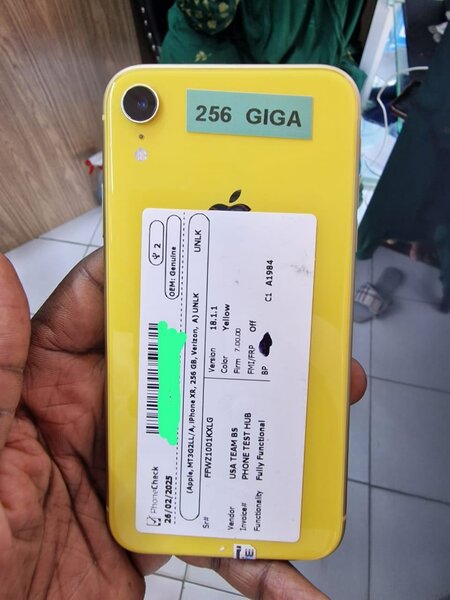 256 GIGA
PhoneCheck
26/02/2025
2
OEM: Genuine
(Apple, MT3G2LL/A, iPhone XR, 256 GB, Verizon, A) UNLK
UNLK
Sr# FFWZ1001KXLG
Version 18.1.1
Color Yellow
Vendor USA TEAM BS
Firm 7.00.00
Invoice# PHONE TEST HUB
FMI/FRP Off
Functionality Fully Functional
BP
C1 A1984